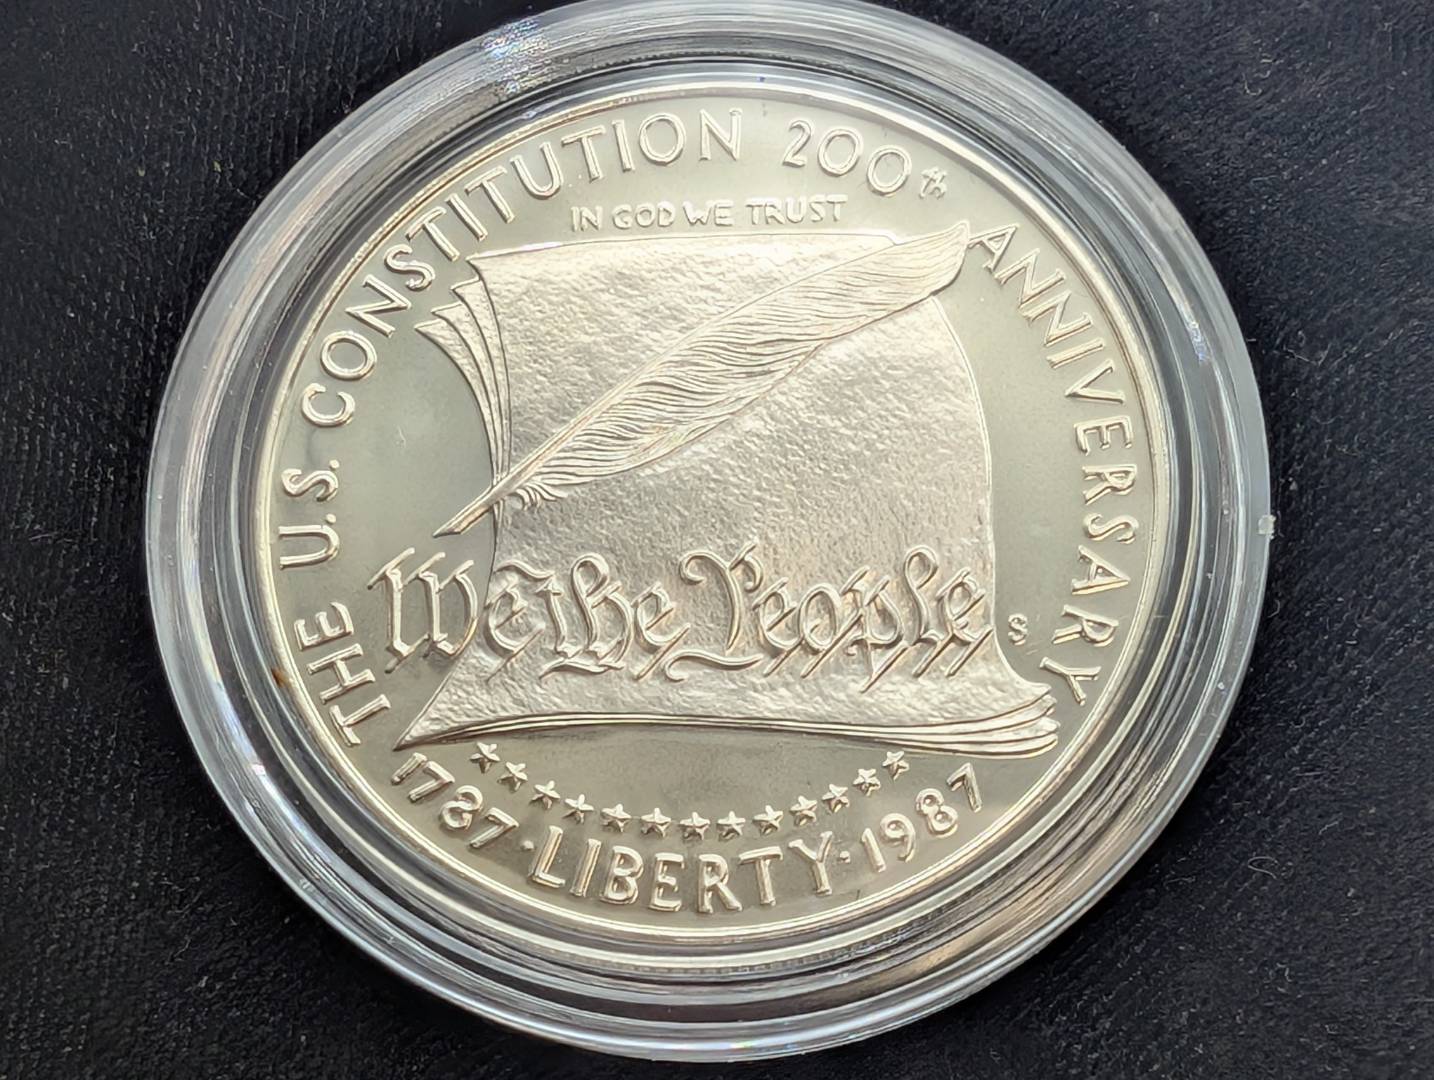 THE U.S. CONSTITUTION 200th ANNIVERSARY
IN GOD WE TRUST
We the People
S
1787 · LIBERTY · 1987